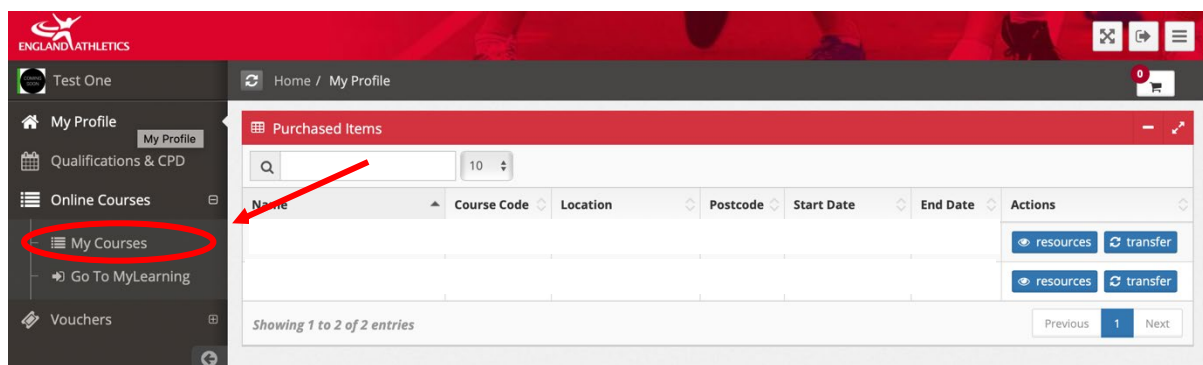 ENGLAND ATHLETICS
Test One
Home / My Profile
0
My Profile
My Profile
Qualifications & CPD
Online Courses
My Courses
Go To MyLearning
Vouchers
Purchased Items
10
Name Course Code Location Postcode Start Date End Date Actions
resources transfer
resources transfer
Showing 1 to 2 of 2 entries
Previous 1 Next